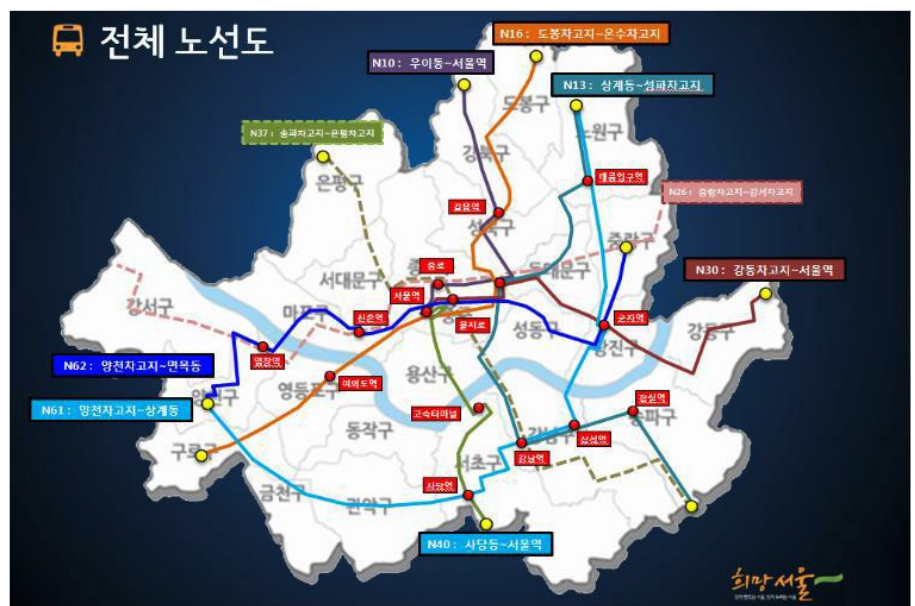 전체 노선도
N16 : 도봉차고지~온수차고지
N10 : 우이동~서울역
N13 : 상계동~송파차고지
N37 : 송파차고지~은평차고지
N26 : 중랑차고지~강서차고지
N30 : 강동차고지~서울역
N62 : 양천차고지~면목동
N61 : 양천차고지~상계동
N40 : 사당동~서울역
도봉구
노원구
강북구
은평구
성북구
중랑구
서대문구
동대문구
강서구
마포구
성동구
강동구
광진구
용산구
영등포구
동작구
구로구
서초구
강남구
송파구
금천구
관악구
태릉입구역
길음역
종로
서울역
을지로
신촌역
군자역
염창역
여의도역
고속터미널
잠실역
삼성역
강남역
사당역
희망서울